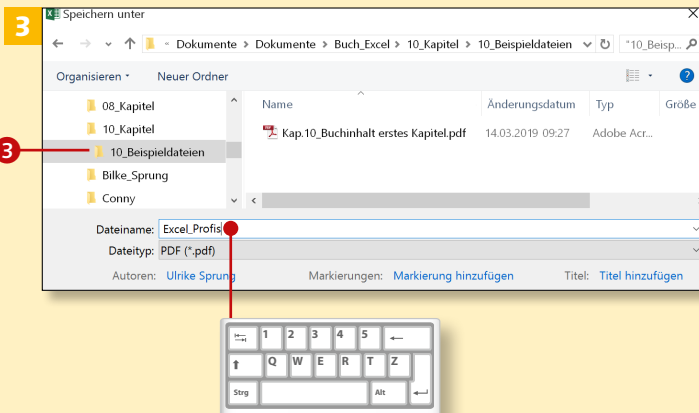 3
Speichern unter
« Dokumente > Dokumente > Buch_Excel > 10_Kapitel > 10_Beispieldateien "10_Beisp...
Organisieren Neuer Ordner ?
08_Kapitel
10_Kapitel
3 10_Beispieldateien
Bilke_Sprung
Conny
Name Änderungsdatum Typ Größe
Kap.10_Buchinhalt erstes Kapitel.pdf 14.03.2019 09:27 Adobe Acr...
Dateiname: Excel_Profis
Dateityp: PDF (*.pdf)
Autoren: Ulrike Sprung Markierungen: Markierung hinzufügen Titel: Titel hinzufügen
1 2 3 4 5
Q W E R T Z
Strg Alt